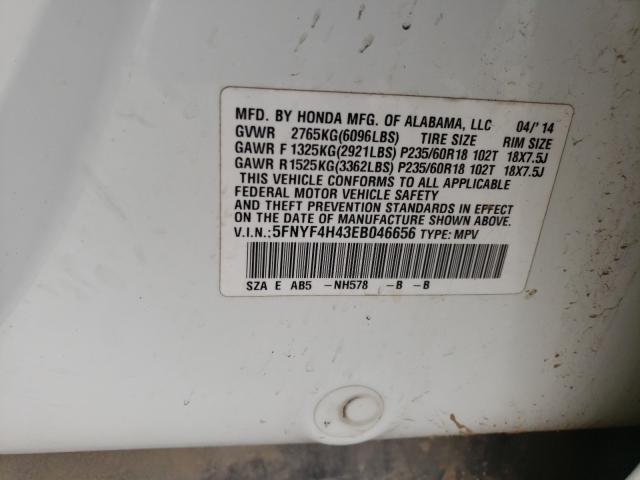 MFD. BY HONDA MFG. OF ALABAMA, LLC 04/'14
GVWR 2765KG(6096LBS) TIRE SIZE RIM SIZE
GAWR F 1325KG(2921LBS) P235/60R18 102T 18X7.5J
GAWR R1525KG(3362LBS) P235/60R18 102T 18X7.5J
THIS VEHICLE CONFORMS TO ALL APPLICABLE
FEDERAL MOTOR VEHICLE SAFETY
AND THEFT PREVENTION STANDARDS IN EFFECT
ON THE DATE OF MANUFACTURE SHOWN ABOVE.
V.I.N.:5FNYF4H43EB046656 TYPE: MPV
SZA E AB5 -NH578 -B -B